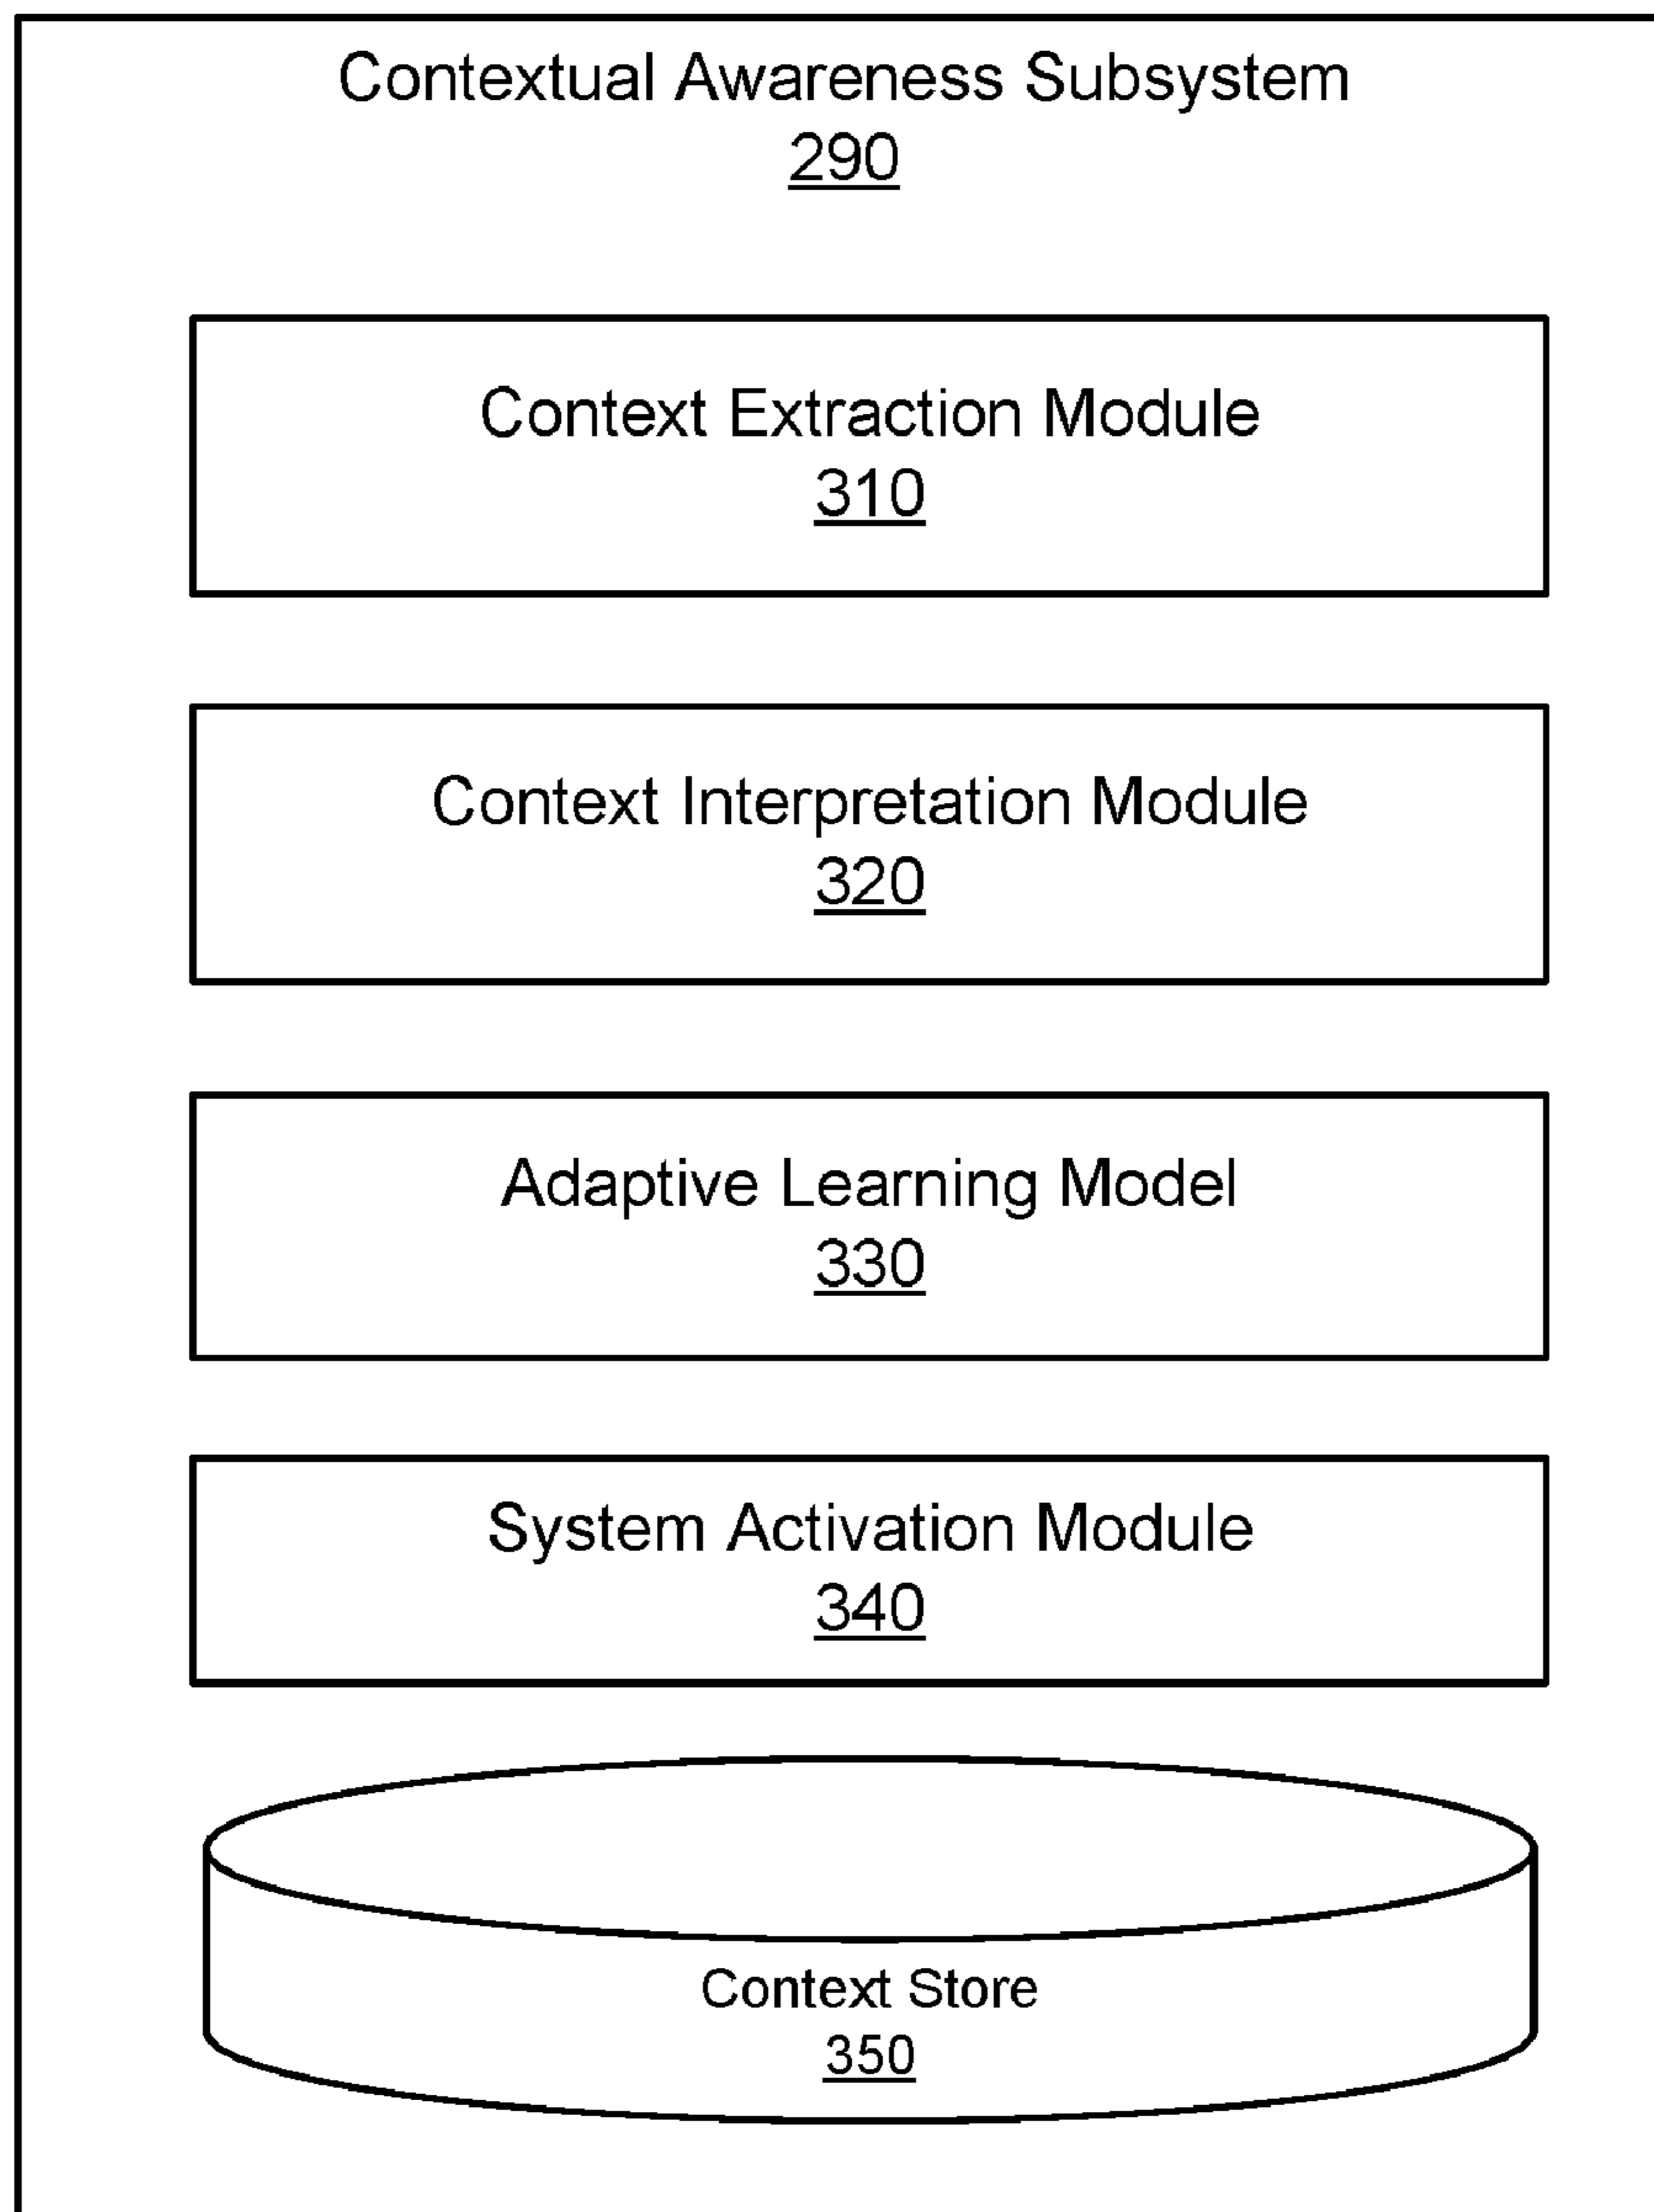 Contextual Awareness Subsystem
290
Context Extraction Module
310
Context Interpretation Module
320
Adaptive Learning Model
330
System Activation Module
340
Context Store
350